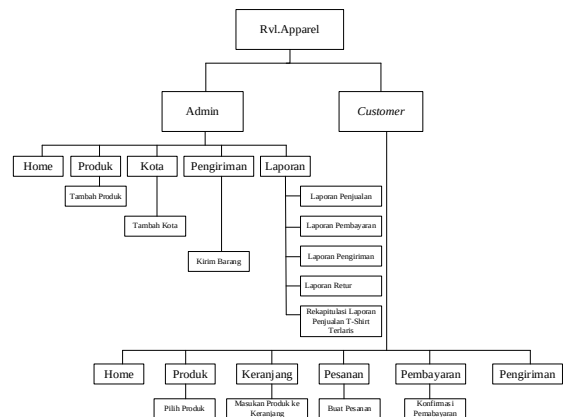 Rvl.Apparel
Admin
Customer
Home
Produk
Kota
Pengiriman
Laporan
Tambah Produk
Tambah Kota
Kirim Barang
Laporan Penjualan
Laporan Pembayaran
Laporan Pengiriman
Laporan Retur
Rekapitulasi Laporan
Penjualan T-Shirt
Terlaris
Home
Produk
Keranjang
Pesanan
Pembayaran
Pengiriman
Pilih Produk
Masukan Produk ke
Keranjang
Buat Pesanan
Konfirmasi
Pemabayaran